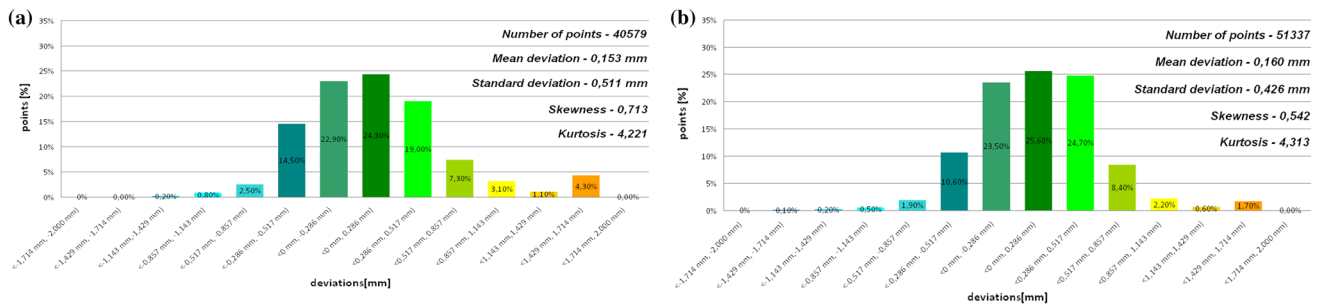 (a)
35%
30%
25%
20%
15%
10%
5%
0%
points [%]
Number of points - 40579
Mean deviation - 0,153 mm
Standard deviation - 0,511 mm
Skewness - 0,713
Kurtosis - 4,221
0%
0,00%
0,20%
0,80%
2,50%
14,50%
22,90%
24,30%
19,00%
7,30%
3,10%
1,10%
4,30%
0,00%
<-1,714 mm, -2,000 mm)
<-1,429 mm, -1,714 mm)
<-1,143 mm,-1,429 mm)
<-0,857 mm, -1,143 mm)
<-0,517 mm, -0,857 mm)
<-0,286 mm, -0,517 mm)
<0 mm, -0,286 mm)
<0 mm, 0,286 mm)
<0,286 mm, 0,517 mm)
<0,517 mm, 0,857 mm)
<0,857 mm, 1,143 mm)
<1,143 mm,1,429 mm)
<1,429 mm, 1,714 mm)
<1,714 mm, 2,000 mm)
deviations[mm]
(b)
35%
30%
25%
20%
15%
10%
5%
0%
points [%]
Number of points - 51337
Mean deviation - 0,160 mm
Standard deviation - 0,426 mm
Skewness - 0,542
Kurtosis - 4,313
0%
0,10%
0,20%
0,50%
1,90%
10,60%
23,50%
25,60%
24,70%
8,40%
2,20%
0,60%
1,70%
0,00%
<-1,714 mm, -2,000 mm)
<-1,429 mm, -1,714 mm)
<-1,143 mm, -1,429 mm)
<-0,857 mm, -1,143 mm)
<-0,517 mm, -0,857 mm)
<-0,286 mm, -0,517 mm)
<0 mm, -0,286 mm)
<0 mm, 0,286 mm)
<0,286 mm, 0,517 mm)
<0,517 mm, 0,857 mm)
<0,857 mm, 1,143 mm)
<1,143 mm,1,429 mm)
<1,429 mm, 1,714 mm)
<1,714 mm, 2,000 mm)
deviations[mm]